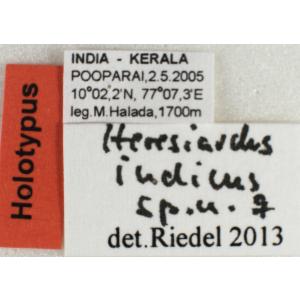 Holotypus
INDIA - KERALA
POOPARAI,2.5.2005
10°02,2'N, 77°07,3'E
leg.M.Halada,1700m
Heresiarches
indicus
sp.n. ♀
det.Riedel 2013